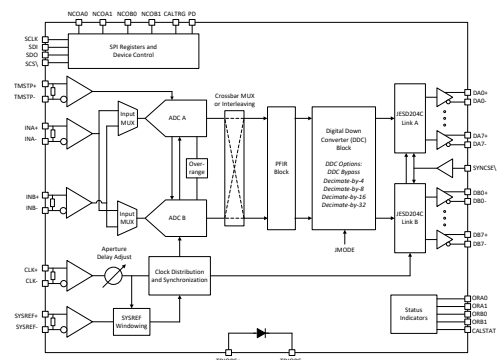 NCOA0 NCOA1 NCOB0 NCOB1 CALTRG PD
SCLK
SDI
SDO
SCS\
SPI Registers and
Device Control
TMSTP+
TMSTP-
INA+
INA-
Input
MUX
ADC A
Crossbar MUX
or Interleaving
Over-
range
INB+
INB-
Input
MUX
ADC B
PFIR
Block
Digital Down
Converter (DDC)
Block
DDC Options:
DDC Bypass
Decimate-by-4
Decimate-by-8
Decimate-by-16
Decimate-by-32
JMODE
JESD204C
Link A
JESD204C
Link B
DA0+
DA0-
DA7+
DA7-
SYNCSE\
DB0+
DB0-
DB7+
DB7-
CLK+
CLK-
Aperture
Delay Adjust
Clock Distribution
and Synchronization
SYSREF+
SYSREF-
SYSREF
Windowing
Status
Indicators
ORA0
ORA1
ORB0
ORB1
CALSTAT